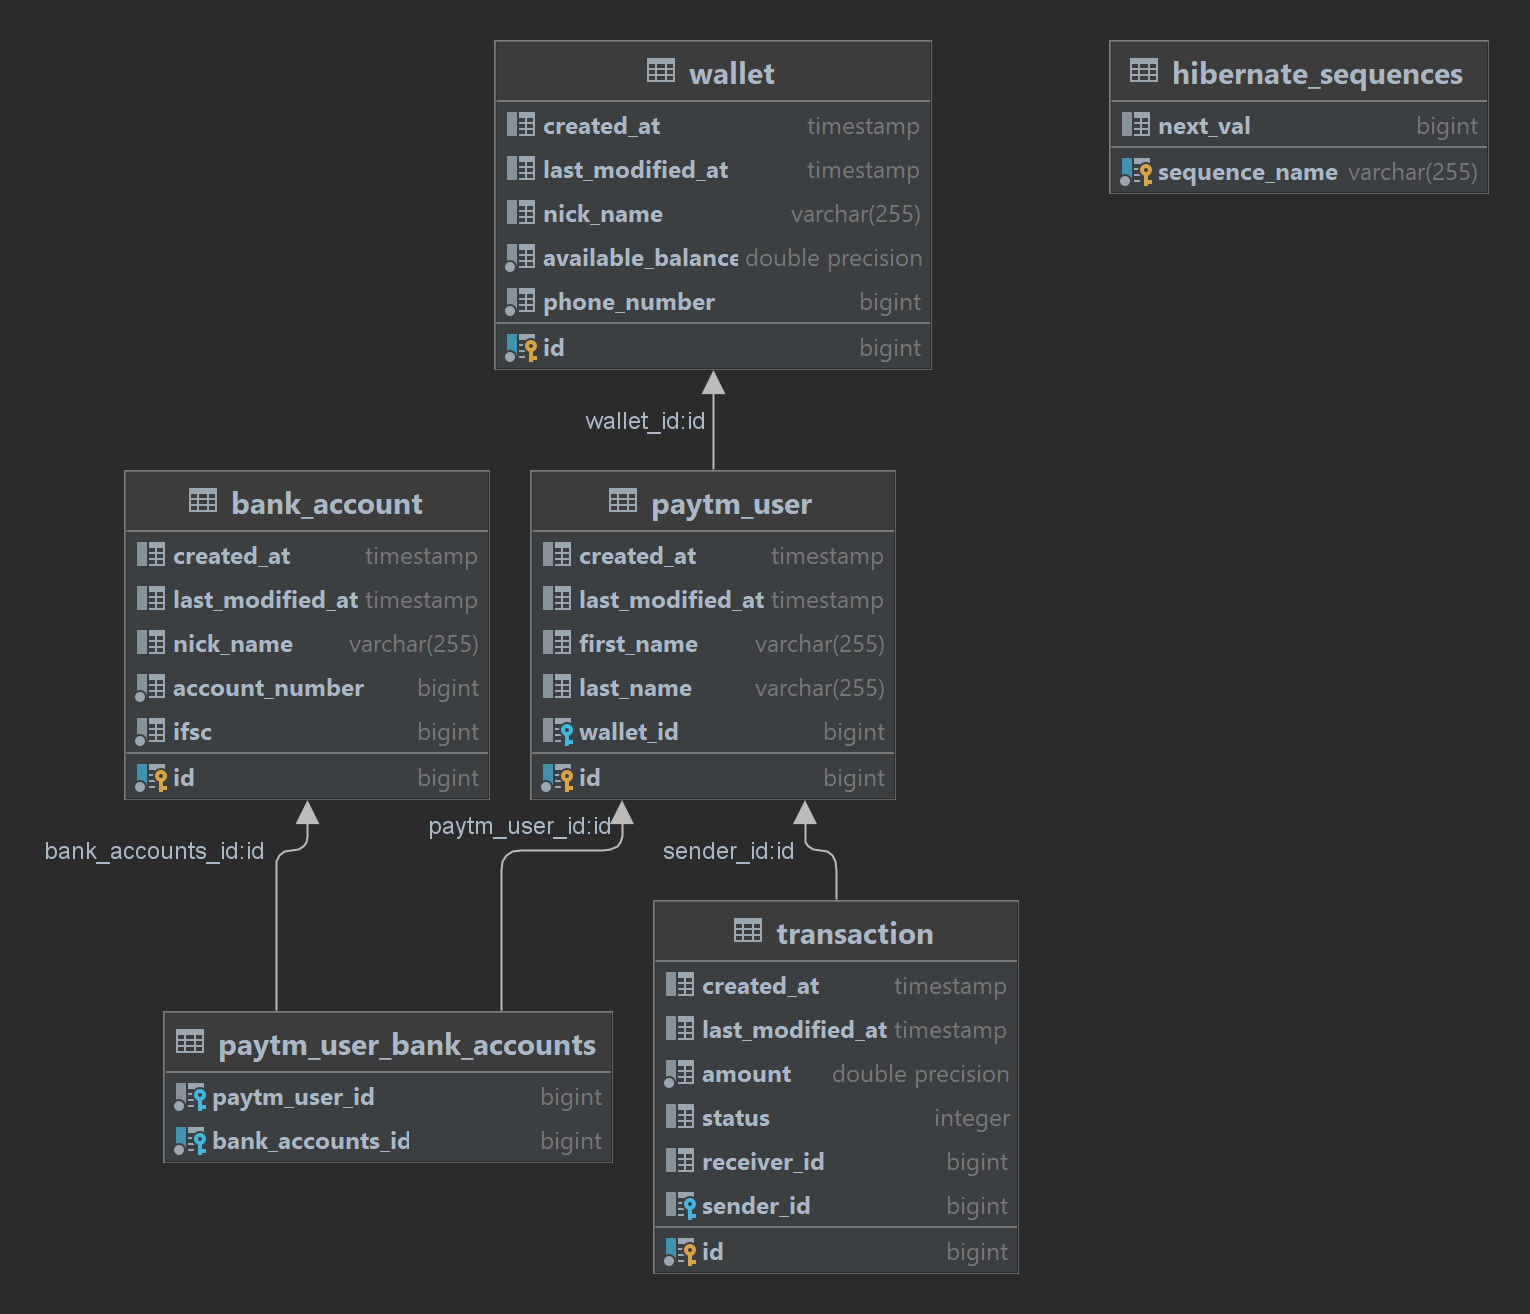 wallet
created_at timestamp
last_modified_at timestamp
nick_name varchar(255)
available_balance double precision
phone_number bigint
id bigint
hibernate_sequences
next_val bigint
sequence_name varchar(255)
wallet_id:id
bank_account
created_at timestamp
last_modified_at timestamp
nick_name varchar(255)
account_number bigint
ifsc bigint
id bigint
paytm_user
created_at timestamp
last_modified_at timestamp
first_name varchar(255)
last_name varchar(255)
wallet_id bigint
id bigint
bank_accounts_id:id
paytm_user_id:id
sender_id:id
paytm_user_bank_accounts
paytm_user_id bigint
bank_accounts_id bigint
transaction
created_at timestamp
last_modified_at timestamp
amount double precision
status integer
receiver_id bigint
sender_id bigint
id bigint